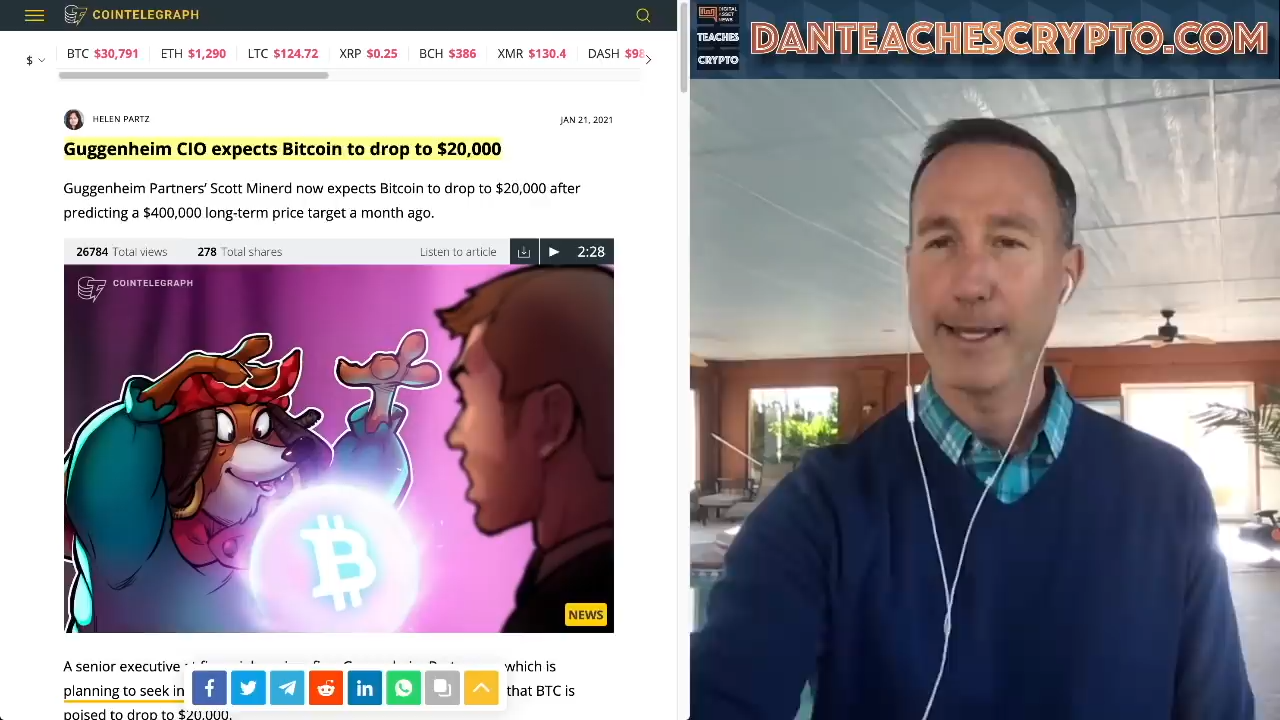 COINTELEGRAPH
$
BTC $30,791 ETH $1,290 LTC $124.72 XRP $0.25 BCH $386 XMR $130.4 DASH
HELEN PARTZ
JAN 21, 2021
Guggenheim CIO expects Bitcoin to drop to $20,000
Guggenheim Partners’ Scott Minerd now expects Bitcoin to drop to $20,000 after
predicting a $400,000 long-term price target a month ago.
26784 Total views 278 Total shares Listen to article 2:28
COINTELEGRAPH
NEWS
A senior executive which is
planning to seek in that BTC is
poised to drop to $20,000.
DIGITAL
ASSET
NEWS
TEACHES
CRYPTO
DANTEACHESCRYPTO.COM